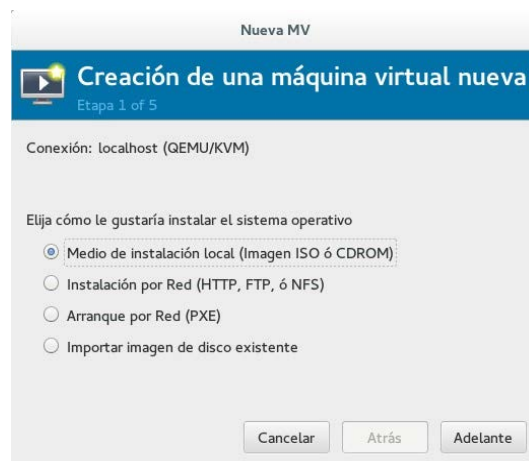 Nueva MV
Creación de una máquina virtual nueva
Etapa 1 of 5
Conexión: localhost (QEMU/KVM)
Elija cómo le gustaría instalar el sistema operativo
Medio de instalación local (Imagen ISO ó CDROM)
Instalación por Red (HTTP, FTP, ó NFS)
Arranque por Red (PXE)
Importar imagen de disco existente
Cancelar Atrás Adelante